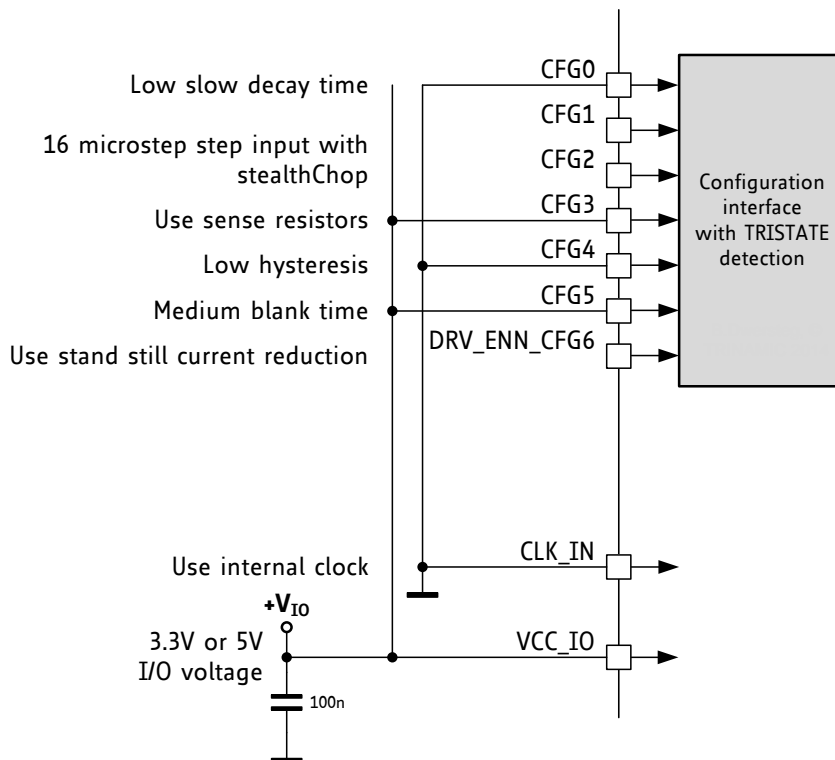 Low slow decay time
CFG0
CFG1
16 microstep step input with
stealthChop
CFG2
Use sense resistors
CFG3
Low hysteresis
CFG4
Medium blank time
CFG5
Use stand still current reduction
DRV_ENN_CFG6
Configuration
interface
with TRISTATE
detection
Use internal clock
CLK_IN
+VIO
3.3V or 5V
I/O voltage
VCC_IO
100n